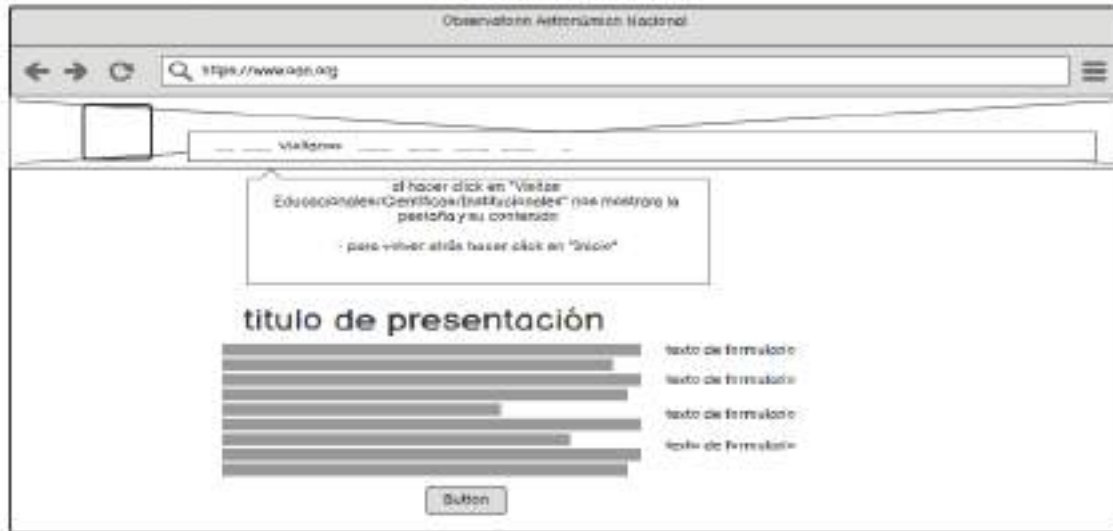 Observatorio Astronómico Nacional
https://www.oan.org
Visitas
al hacer click en "Visitas
Educacionales/Científicas/Institucionales" nos mostrara la
pestaña y su contenido
- para volver atrás hacer click en "Inicio"
titulo de presentación
texto de formulario
texto de formulario
texto de formulario
texto de formulario
Button